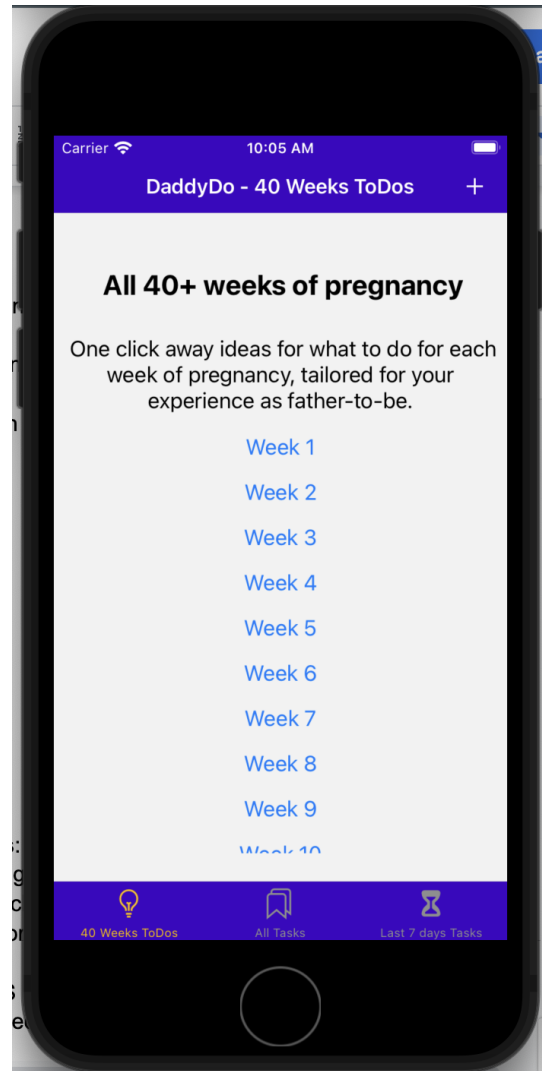 Carrier 10:05 AM
DaddyDo - 40 Weeks ToDos +
All 40+ weeks of pregnancy
One click away ideas for what to do for each
week of pregnancy, tailored for your
experience as father-to-be.
Week 1
Week 2
Week 3
Week 4
Week 5
Week 6
Week 7
Week 8
Week 9
Week 10
40 Weeks ToDos All Tasks Last 7 days Tasks